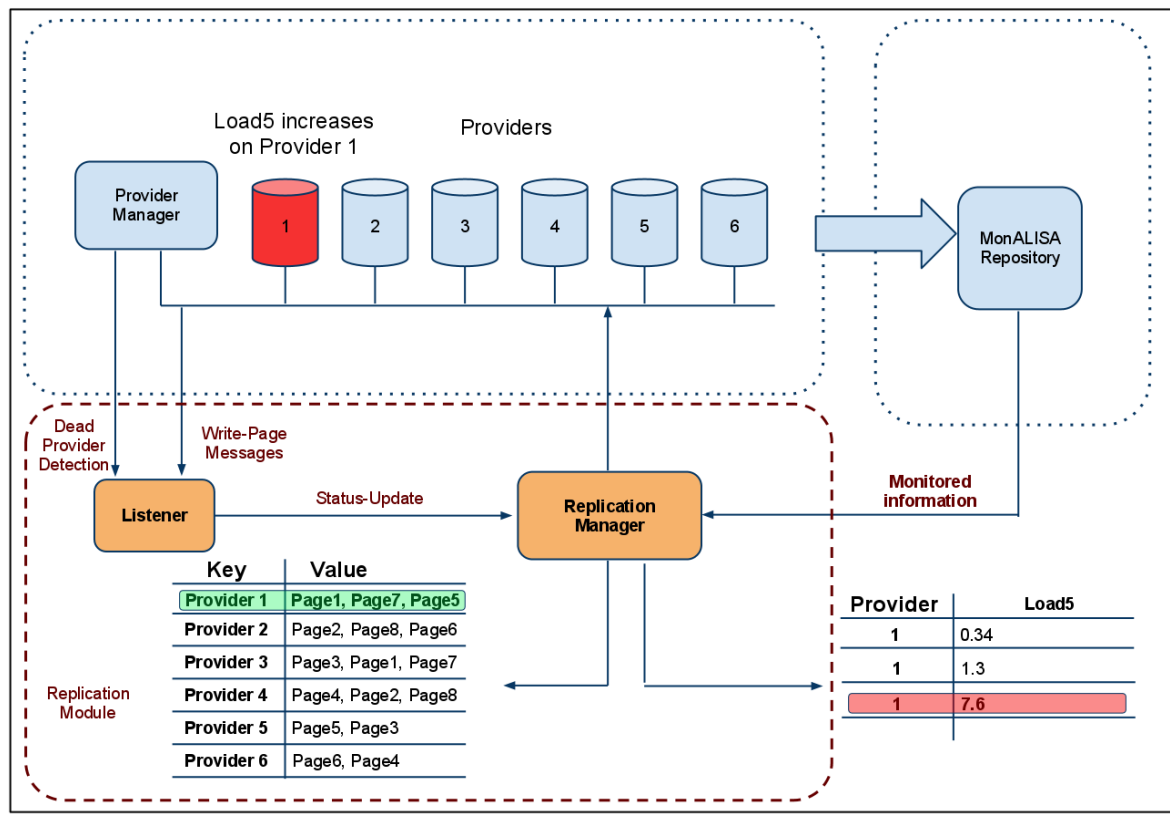 Load5 increases
on Provider 1
Providers
Provider
Manager
1
2
3
4
5
6
MonALISA
Repository
Dead
Provider
Detection
Write-Page
Messages
Listener
Status-Update
Replication
Manager
Monitored
information
Key Value
Provider 1 Page1, Page7, Page5
Provider 2 Page2, Page8, Page6
Provider 3 Page3, Page1, Page7
Provider 4 Page4, Page2, Page8
Provider 5 Page5, Page3
Provider 6 Page6, Page4
Replication
Module
Provider Load5
1 0.34
1 1.3
1 7.6